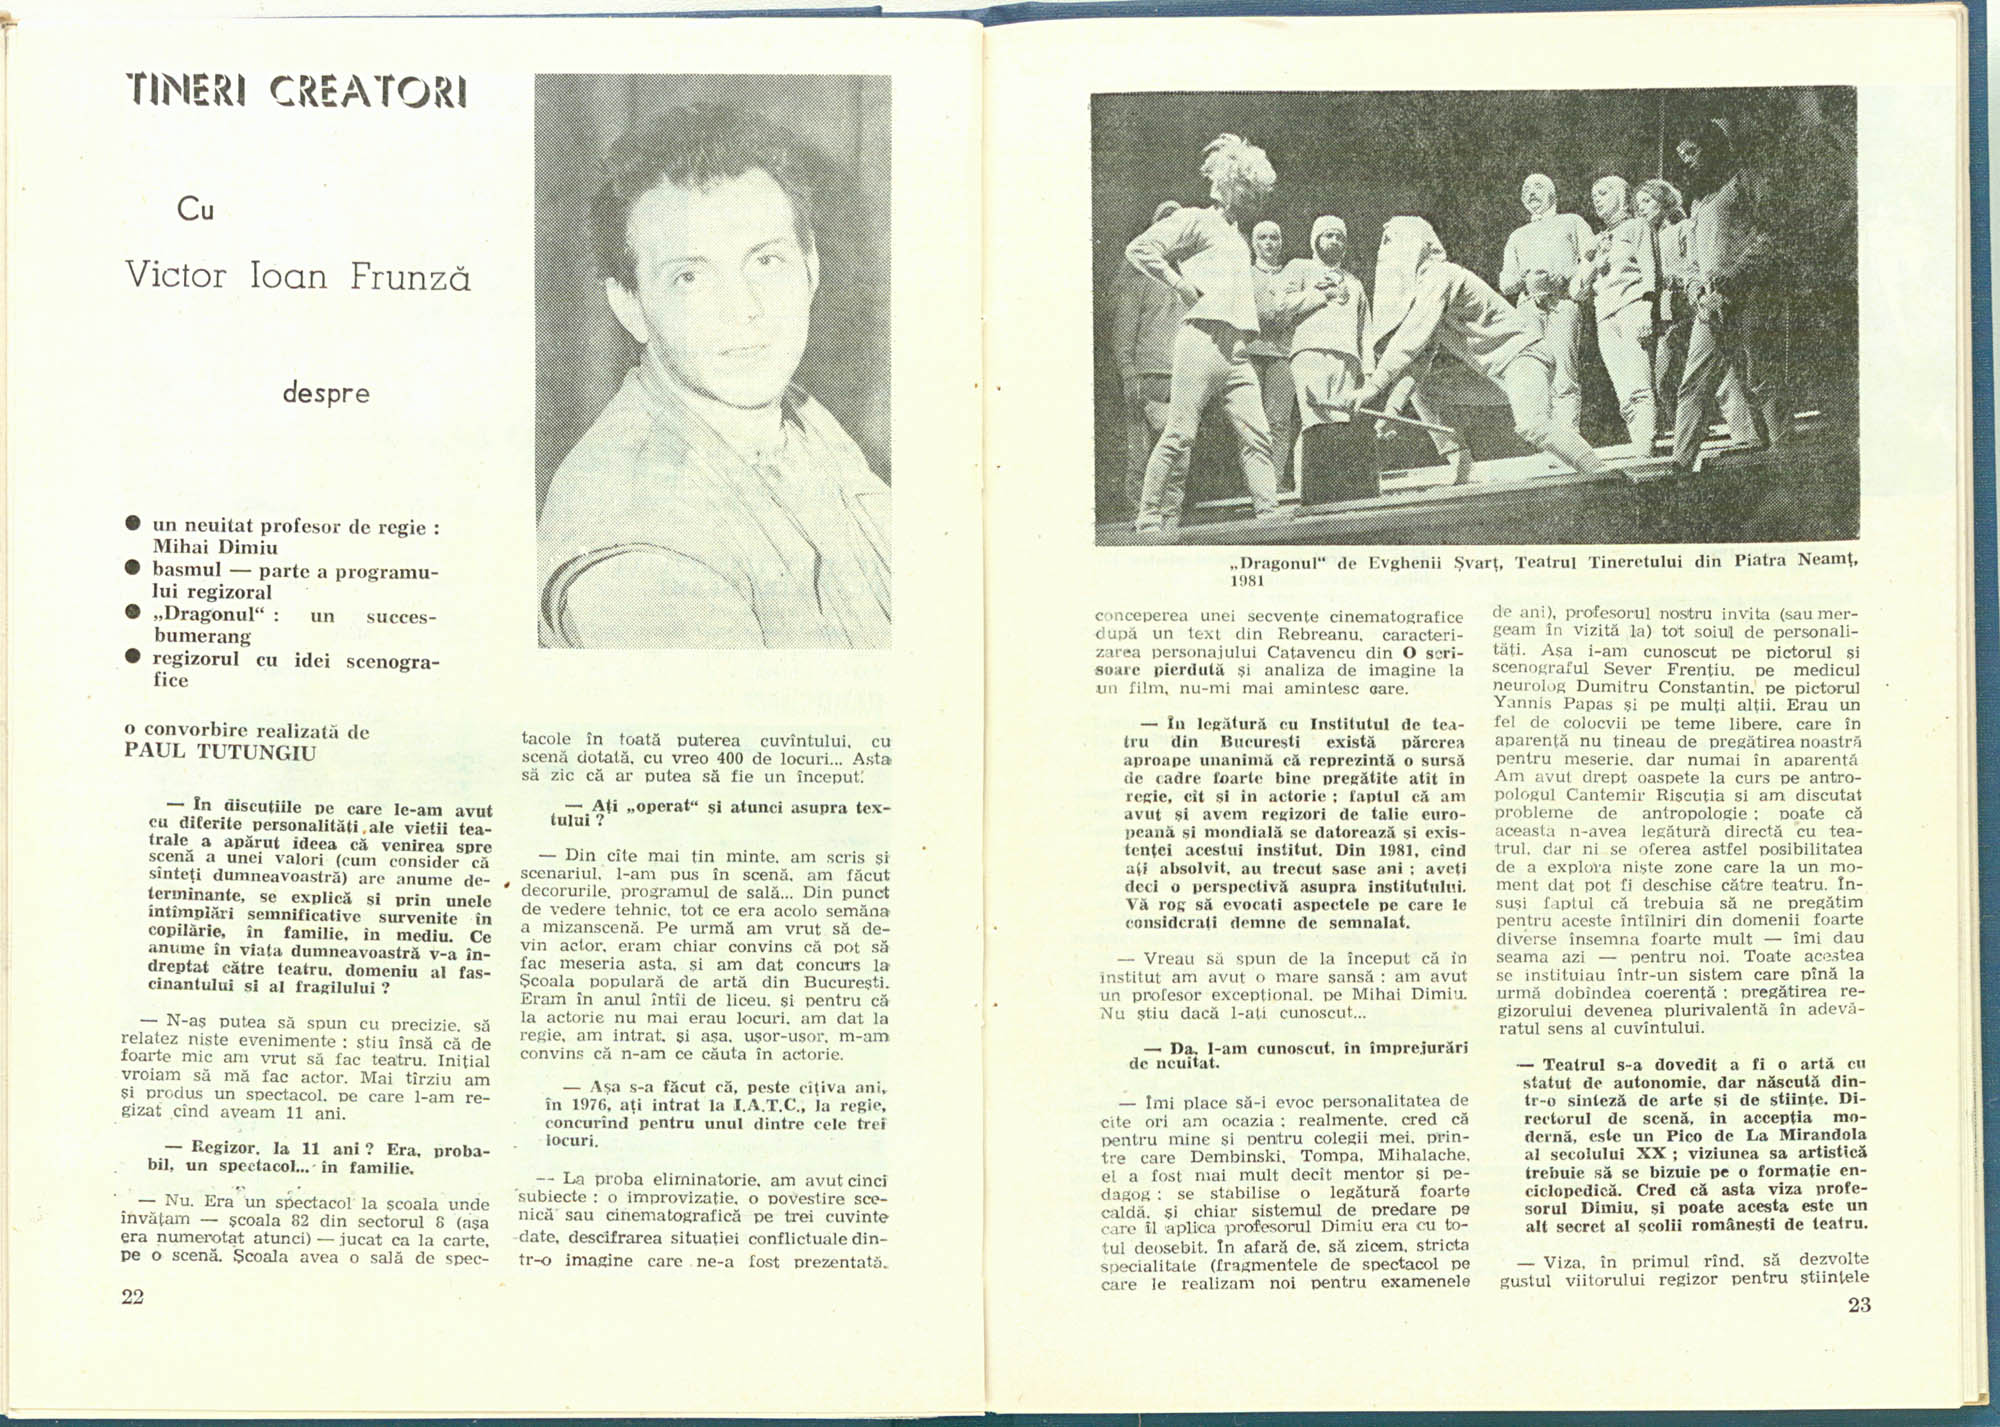 TINERI CREATORI
Cu
Victor Ioan Frunză
despre
● un neuitat profesor de regie :
Mihai Dimiu
● basmul — parte a programu-
lui regizoral
● „Dragonul“ : un succes-
bumerang
● regizorul cu idei scenogra-
fice
o convorbire realizată de
PAUL TUTUNGIU
— În discuțiile pe care le-am avut
cu diferite personalități ale vieții tea-
trale a apărut ideea că venirea spre
scenă a unei valori (cum consider că
sînteți dumneavoastră) are anume de-
terminante, se explică și prin unele
întîmplări semnificative survenite în
copilărie, în familie, în mediu. Ce
anume în viața dumneavoastră v-a în-
dreptat către teatru, domeniu al fas-
cinantului și al fragilului ?
— N-aș putea să spun cu precizie, să
relatez niște evenimente : știu însă că de
foarte mic am vrut să fac teatru. Inițial
vroiam să mă fac actor. Mai tîrziu am
și produs un spectacol, pe care l-am re-
gizat cînd aveam 11 ani.
— Regizor, la 11 ani ? Era, proba-
bil, un spectacol... în familie.
— Nu. Era un spectacol la școala unde
învățam — școala 82 din sectorul 8 (așa
era numerotat atunci) — jucat ca la carte,
pe o scenă. Școala avea o sală de spec-
22
tacole în toată puterea cuvîntului, cu
scenă dotată, cu vreo 400 de locuri... Asta
să zic că ar putea să fie un început!
— Ați „operat“ și atunci asupra tex-
tului ?
— Din cîte mai țin minte, am scris și
scenariul, l-am pus în scenă, am făcut
decorurile, programul de sală... Din punct
de vedere tehnic, tot ce era acolo semăna
a mizanscenă. Pe urmă am vrut să de-
vin actor, eram chiar convins că pot să
fac meseria asta, și am dat concurs la
Școala populară de artă din București.
Eram în anul întîi de liceu, și pentru că
la actorie nu mai erau locuri, am dat la
regie, am intrat, și așa, ușor-ușor, m-am
convins că n-am ce căuta în actorie.
— Așa s-a făcut că, peste cîțiva ani,
în 1976, ați intrat la I.A.T.C., la regie,
concurînd pentru unul dintre cele trei
locuri.
— La proba eliminatorie, am avut cinci
subiecte : o improvizație, o povestire sce-
nică sau cinematografică pe trei cuvinte
date, descifrarea situației conflictuale din-
tr-o imagine care ne-a fost prezentată,
„Dragonul“ de Evghenii Șvarț, Teatrul Tineretului din Piatra Neamț,
1981
conceperea unei secvențe cinematografice
după un text din Rebreanu, caracteri-
zarea personajului Cațavencu din O scri-
soare pierdută și analiza de imagine la
un film, nu-mi mai amintesc care.
— În legătură cu Institutul de tea-
tru din București există părerea
aproape unanimă că reprezintă o sursă
de cadre foarte bine pregătite atît în
regie, cît și în actorie ; faptul că am
avut și avem regizori de talie euro-
peană și mondială se datorează și exis-
tenței acestui institut. Din 1981, cînd
ați absolvit, au trecut șase ani ; aveți
deci o perspectivă asupra institutului.
Vă rog să evocați aspectele pe care le
considerați demne de semnalat.
— Vreau să spun de la început că în
institut am avut o mare șansă : am avut
un profesor excepțional, pe Mihai Dimiu.
Nu știu dacă l-ați cunoscut...
— Da, l-am cunoscut, în împrejurări
de neuitat.
— Îmi place să-i evoc personalitatea de
cite ori am ocazia ; realmente, cred că
pentru mine și pentru colegii mei, prin-
tre care Dembinski, Tompa, Mihalache,
el a fost mai mult decît mentor și pe-
dagog : se stabilise o legătură foarte
caldă, și chiar sistemul de predare pe
care îl aplica profesorul Dimiu era cu to-
tul deosebit. În afară de, să zicem, stricta
specialitate (fragmentele de spectacol pe
care le realizam noi pentru examenele
de ani), profesorul nostru invita (sau mer-
geam în vizită la) tot soiul de personali-
tăți. Așa i-am cunoscut pe pictorul și
scenograful Sever Frențiu, pe medicul
neurolog Dumitru Constantin, pe pictorul
Yannis Papas și pe mulți alții. Erau un
fel de colocvii pe teme libere, care în
aparență nu țineau de pregătirea noastră
pentru meserie, dar numai în aparență
Am avut drept oaspete la curs pe antro-
pologul Cantemir Rișcuția și am discutat
probleme de antropologie ; poate că
aceasta n-avea legătură directă cu tea-
trul, dar ni se oferea astfel posibilitatea
de a explora niște zone care la un mo-
ment dat pot fi deschise către teatru. În-
suși faptul că trebuia să ne pregătim
pentru aceste întîlniri din domenii foarte
diverse însemna foarte mult — îmi dau
seama azi — pentru noi. Toate acestea
se instituiau într-un sistem care pînă la
urmă dobîndea coerență ; pregătirea re-
gizorului devenea plurivalentă în adevă-
ratul sens al cuvîntului.
— Teatrul s-a dovedit a fi o artă cu
statut de autonomie, dar născută din-
tr-o sinteză de arte și de științe. Di-
rectorul de scenă, în accepția mo-
dernă, este un Pico de La Mirandola
al secolului XX ; viziunea sa artistică
trebuie să se bizuie pe o formație en-
ciclopedică. Cred că asta viza profe-
sorul Dimiu, și poate acesta este un
alt secret al școlii românești de teatru.
— Viza, în primul rînd, să dezvolte
gustul viitorului regizor pentru științele
23